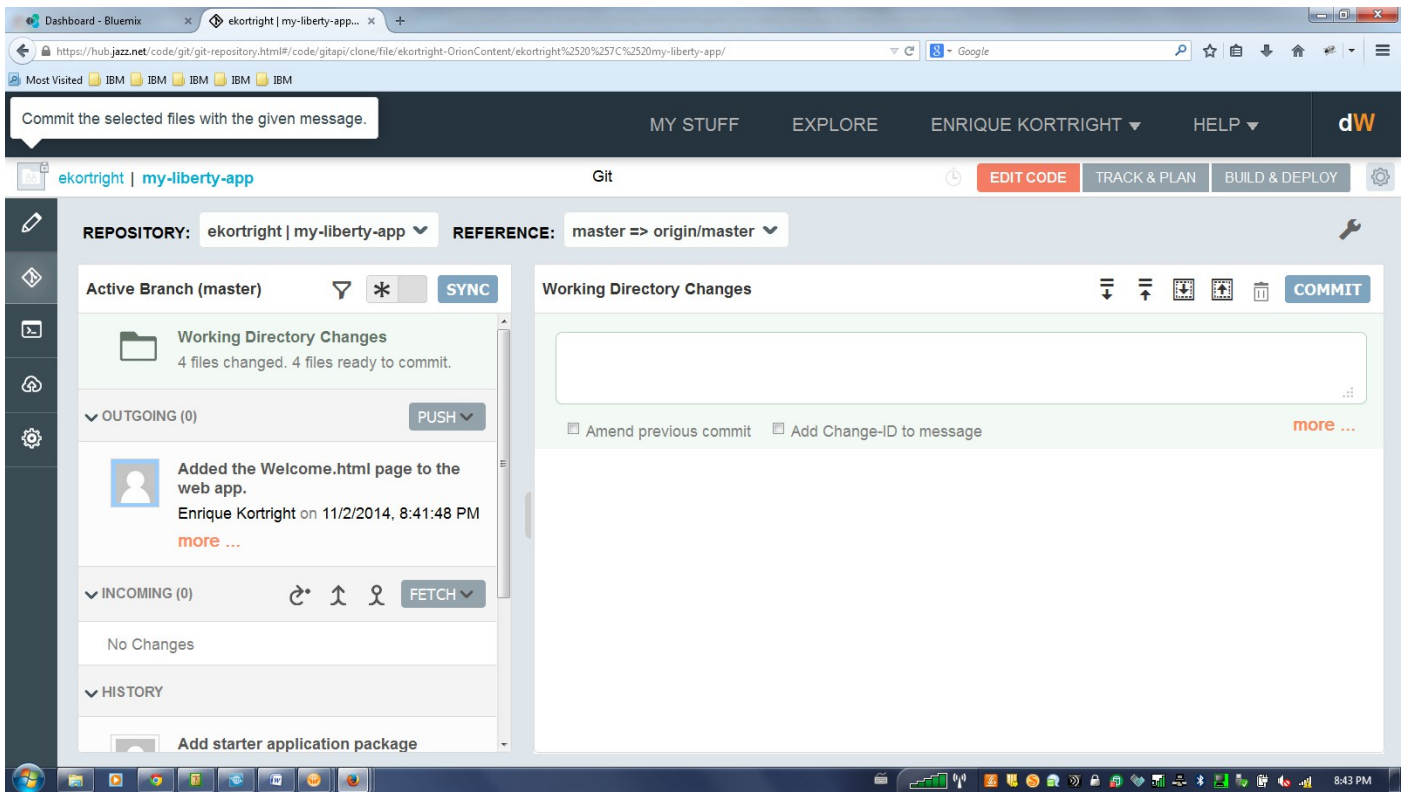 Dashboard - Bluemix
ekortright | my-liberty-app...
https://hub.jazz.net/code/git/git-repository.html#/code/gitapi/clone/file/ekortright-OrionContent/ekortright%2520%257C%2520my-liberty-app/
Google
Most Visited IBM IBM IBM IBM IBM
Commit the selected files with the given message.
MY STUFF EXPLORE ENRIQUE KORTRIGHT HELP dW
ekortright | my-liberty-app
Git
EDIT CODE TRACK & PLAN BUILD & DEPLOY
REPOSITORY: ekortright | my-liberty-app REFERENCE: master => origin/master
Active Branch (master) SYNC
Working Directory Changes
4 files changed. 4 files ready to commit.
OUTGOING (0) PUSH
Added the Welcome.html page to the
web app.
Enrique Kortright on 11/2/2014, 8:41:48 PM
more ...
INCOMING (0) FETCH
No Changes
HISTORY
Add starter application package
Working Directory Changes COMMIT
Amend previous commit Add Change-ID to message more ...
8:43 PM